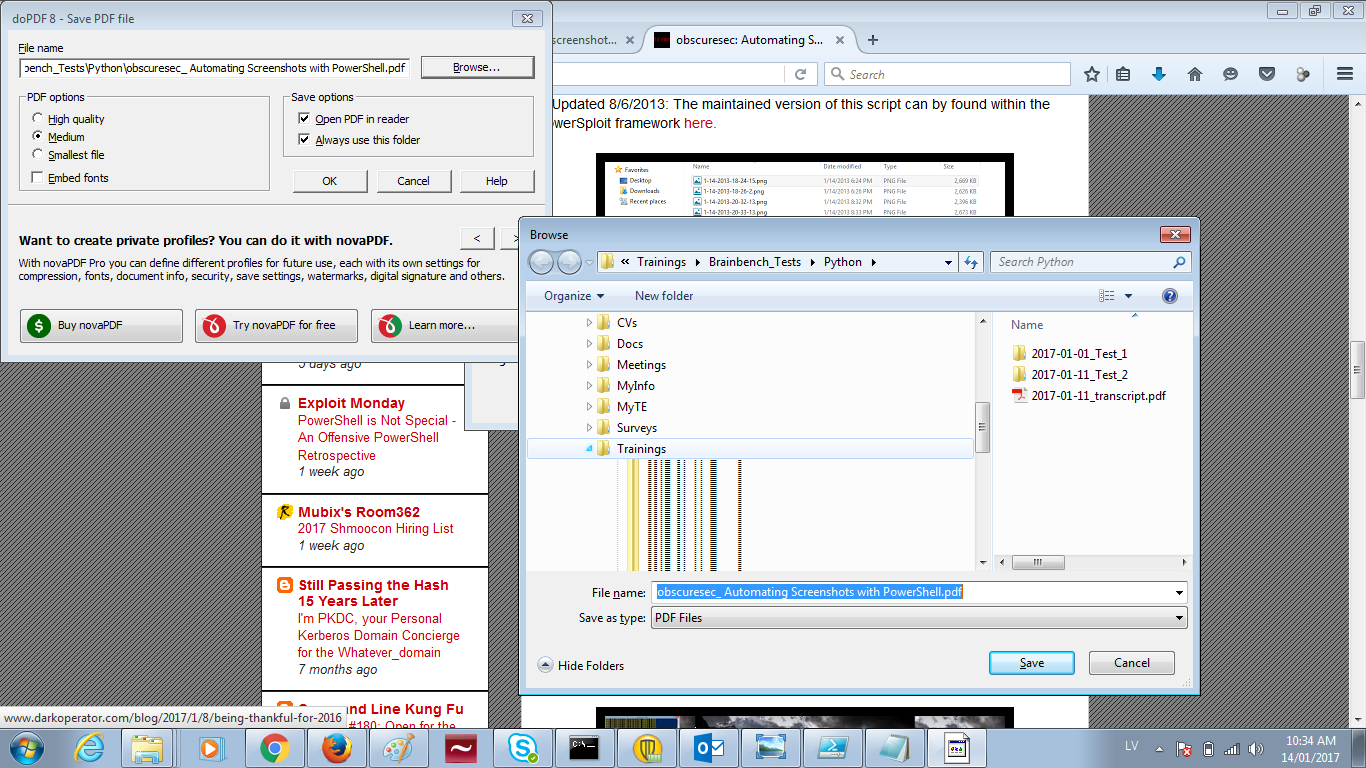 doPDF 8 - Save PDF file
File name
bench_Tests\Python\obscuresec_ Automating Screenshots with PowerShell.pdf
Browse...
PDF options
High quality
Medium
Smallest file
Embed fonts
Save options
Open PDF in reader
Always use this folder
OK
Cancel
Help
Want to create private profiles? You can do it with novaPDF.
<
>
With novaPDF Pro you can define different profiles for future use, each with its own settings for
compression, fonts, document info, security, save settings, watermarks, digital signature and others.
Buy novaPDF
Try novaPDF for free
Learn more...
screenshot...
obscuresec: Automating S...
Search
Updated 8/6/2013: The maintained version of this script can by found within the
owerSploit framework here.
Favorites
Desktop
Downloads
Recent places
Name Date modified Type Size
1-14-2013-18-24-15.png 1/14/2013 6:24 PM PNG File 2,669 KB
1-14-2013-18-26-2.png 1/14/2013 6:26 PM PNG File 2,626 KB
1-14-2013-20-32-13.png 1/14/2013 8:32 PM PNG File 2,396 KB
1-14-2013-20-33-13.png 1/14/2013 8:33 PM PNG File 2,673 KB
Browse
« Trainings Brainbench_Tests Python
Search Python
Organize
New folder
CVs
Docs
Meetings
MyInfo
MyTE
Surveys
Trainings
Name
2017-01-01_Test_1
2017-01-11_Test_2
2017-01-11_transcript.pdf
File name: obscuresec_ Automating Screenshots with PowerShell.pdf
Save as type: PDF Files
Hide Folders
Save
Cancel
5 days ago
Exploit Monday
PowerShell is Not Special -
An Offensive PowerShell
Retrospective
1 week ago
Mubix's Room362
2017 Shmoocon Hiring List
1 week ago
Still Passing the Hash
15 Years Later
I'm PKDC, your Personal
Kerberos Domain Concierge
for the Whatever_domain
7 months ago
and Line Kung Fu
#180: Open for the
www.darkoperator.com/blog/2017/1/8/being-thankful-for-2016
LV
10:34 AM
14/01/2017